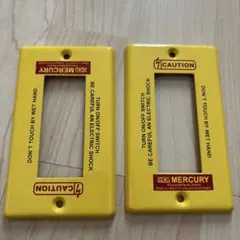 MERCURY
DON'T TOUCH BY WET HAND
TURN ON/OFF SWITCH
BE CAREFUL AN ELECTRIC SHOCK
CAUTION
CAUTION
TURN ON/OFF SWITCH
BE CAREFUL AN ELECTRIC SHOCK
DON'T TOUCH BY WET HAND
MERCURY